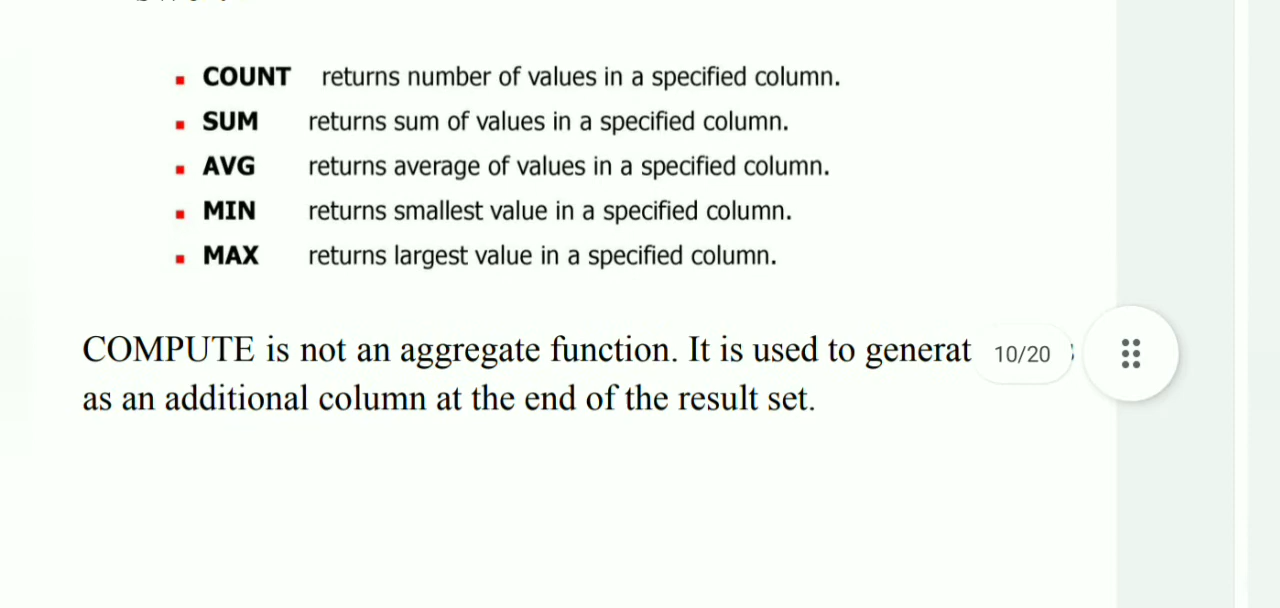 COUNT returns number of values in a specified column.
SUM returns sum of values in a specified column.
AVG returns average of values in a specified column.
MIN returns smallest value in a specified column.
MAX returns largest value in a specified column.
COMPUTE is not an aggregate function. It is used to generat 10/20
as an additional column at the end of the result set.